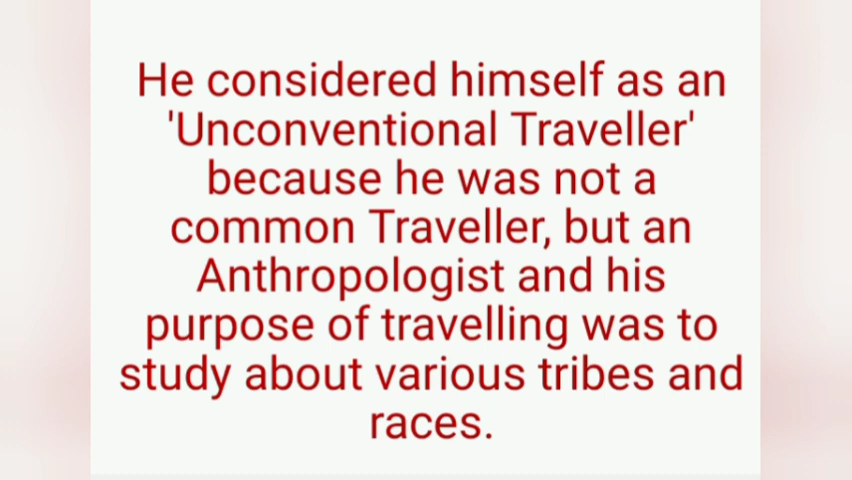 He considered himself as an
'Unconventional Traveller'
because he was not a
common Traveller, but an
Anthropologist and his
purpose of travelling was to
study about various tribes and
races.